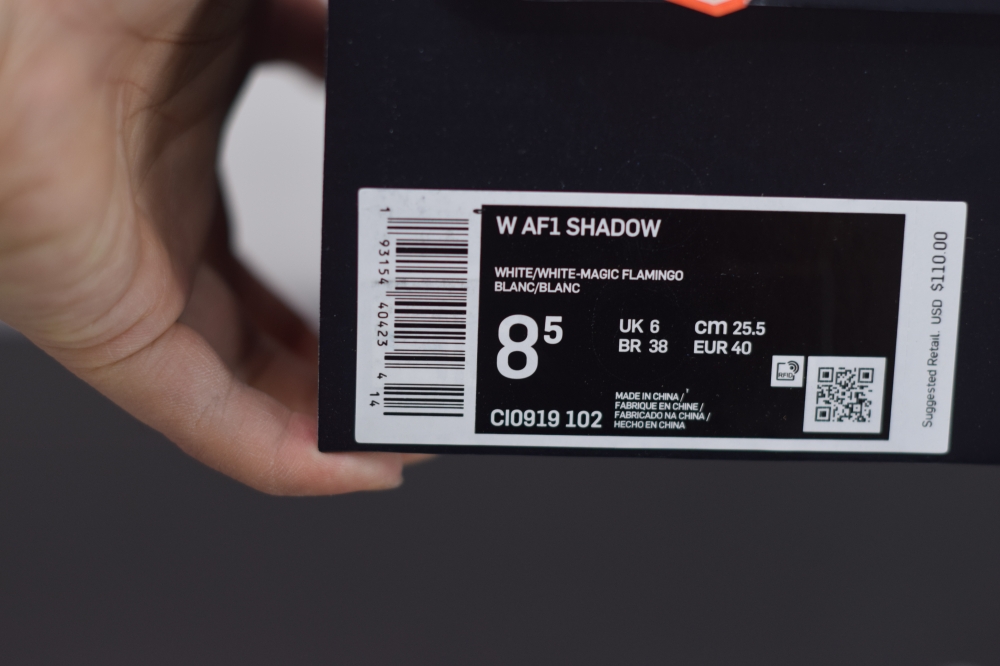 1 93154 40423 4 14
W AF1 SHADOW
WHITE/WHITE-MAGIC FLAMINGO
BLANC/BLANC
8⁵
UK 6
cm 25.5
BR 38
EUR 40
RFID
CI0919 102
MADE IN CHINA /
FABRIQUE EN CHINE /
FABRICADO NA CHINA /
HECHO EN CHINA
Suggested Retail. USD $110.00